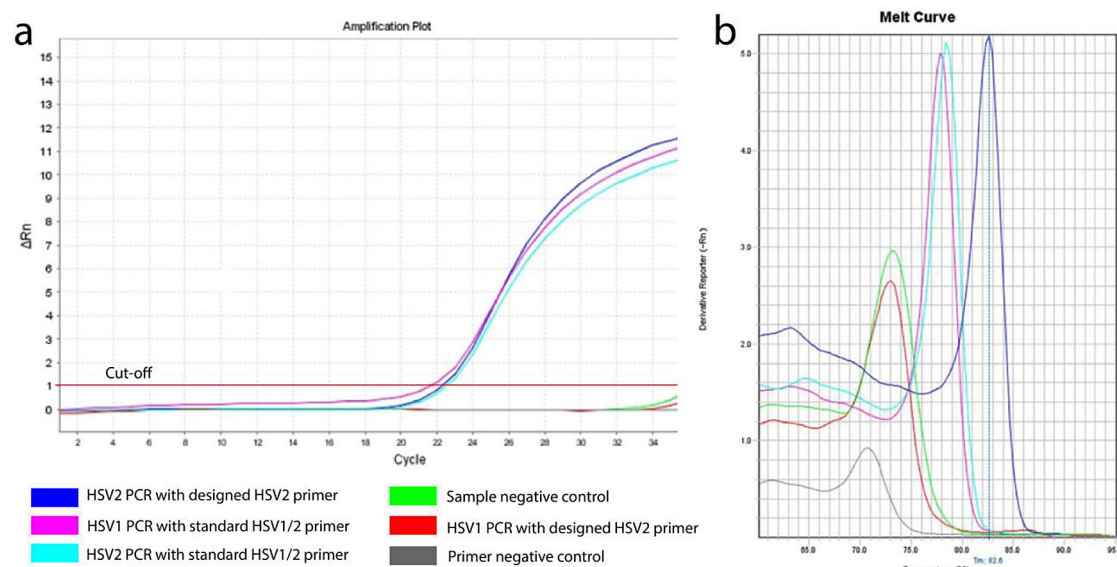 a
Amplification Plot
15
14
13
12
11
10
9
8
7
6
5
4
3
2
1
0
ΔRn
Cut-off
2 4 6 8 10 12 14 16 18 20 22 24 26 28 30 32 34
Cycle
HSV2 PCR with designed HSV2 primer
HSV1 PCR with standard HSV1/2 primer
HSV2 PCR with standard HSV1/2 primer
Sample negative control
HSV1 PCR with designed HSV2 primer
Primer negative control
b
Melt Curve
5.0
4.0
3.0
2.0
1.0
Derivative Reporter (-Rn)
65.0 70.0 75.0 80.0 85.0 90.0 95.
Tm: 82.6